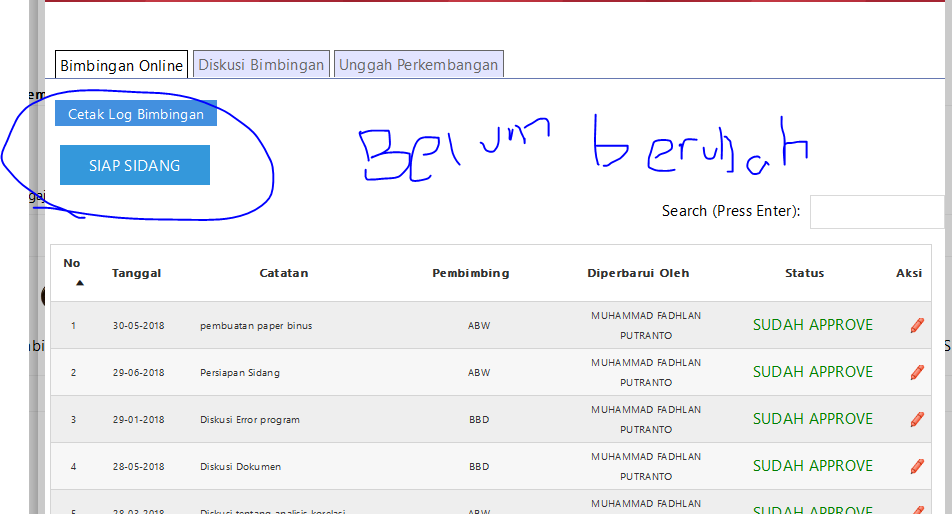 Bimbingan Online Diskusi Bimbingan Unggah Perkembangan
em
Cetak Log Bimbingan
Belum berubah
SIAP SIDANG
gaj
Search (Press Enter):
No Tanggal Catatan Pembimbing Diperbarui Oleh Status Aksi
1 30-05-2018 pembuatan paper binus ABW MUHAMMAD FADHLAN PUTRANTO SUDAH APPROVE
abi S
2 29-06-2018 Persiapan Sidang ABW MUHAMMAD FADHLAN PUTRANTO SUDAH APPROVE
3 29-01-2018 Diskusi Error program BBD MUHAMMAD FADHLAN PUTRANTO SUDAH APPROVE
4 28-05-2018 Diskusi Dokumen BBD MUHAMMAD FADHLAN PUTRANTO SUDAH APPROVE
5 28-03-2018 Diskusi tentang analisis korelasi ABW MUHAMMAD FADHLAN SUDAH APPROVE